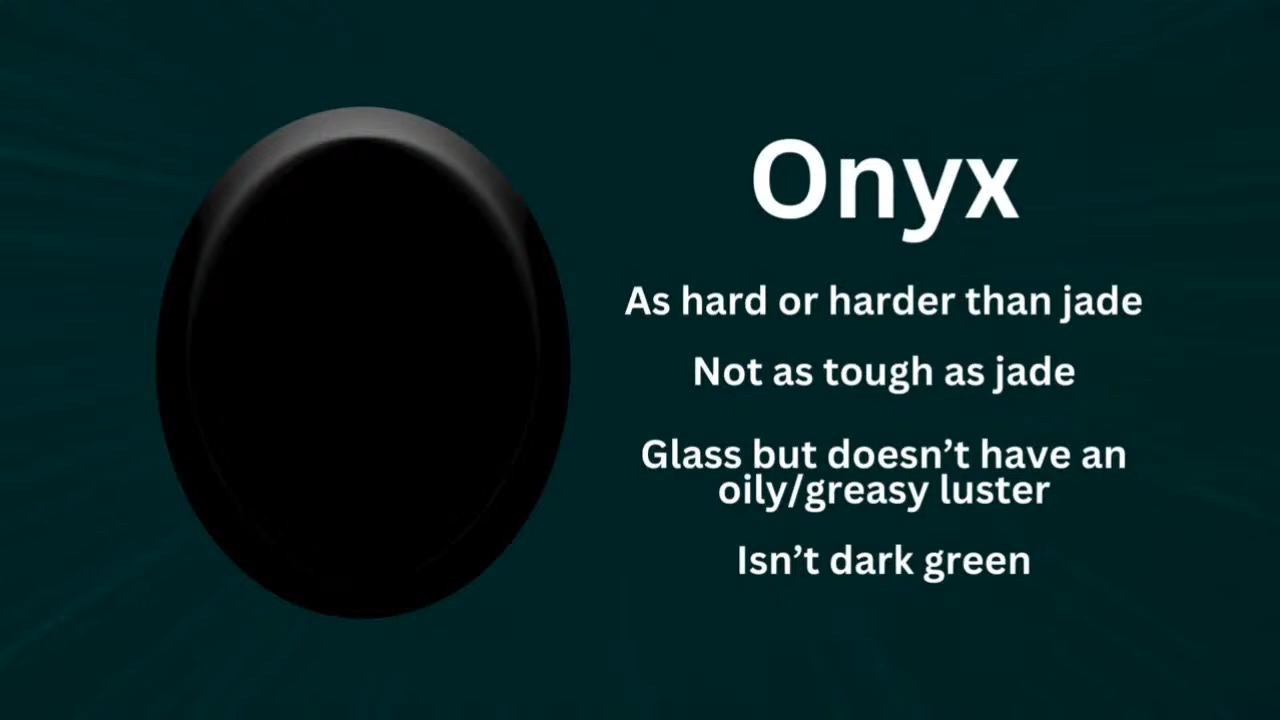 Onyx
As hard or harder than jade
Not as tough as jade
Glass but doesn’t have an
oily/greasy luster
Isn’t dark green